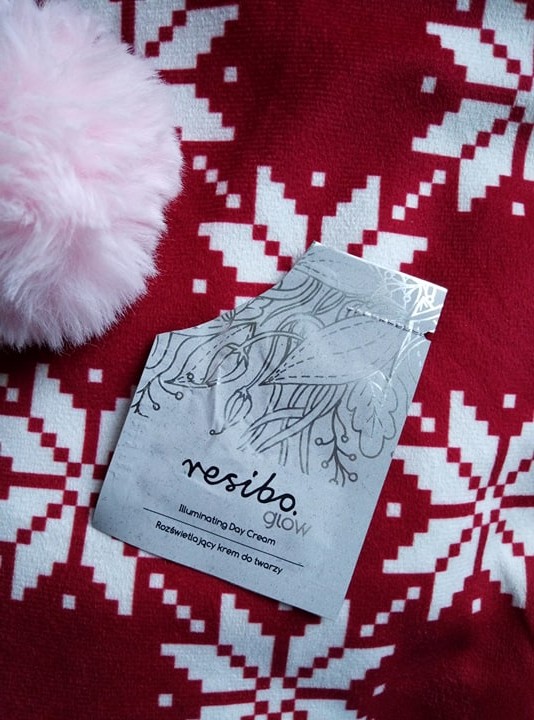 resibo.
glow
Illuminating Day Cream
Rozświetlający krem do twarzy